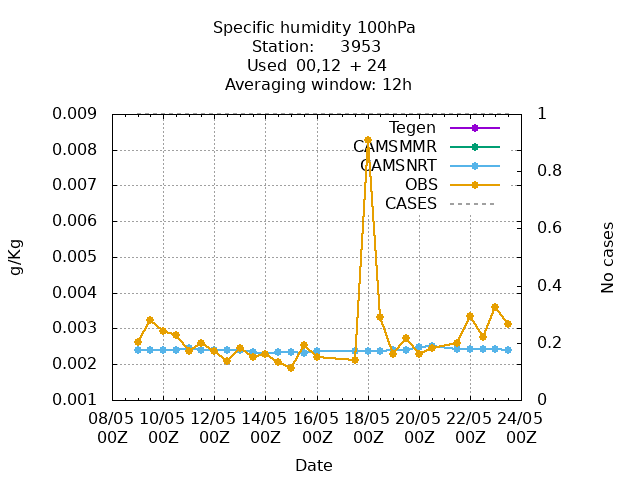 Specific humidity 100hPa
Station: 3953
Used 00,12 + 24
Averaging window: 12h
0.009
0.008
0.007
0.006
0.005
0.004
0.003
0.002
0.001
1
0.8
0.6
0.4
0.2
0
g/Kg
No cases
Tegen
CAMSMMR
CAMSNRT
OBS
CASES
08/05 10/05 12/05 14/05 16/05 18/05 20/05 22/05 24/05
00Z 00Z 00Z 00Z 00Z 00Z 00Z 00Z 00Z
Date